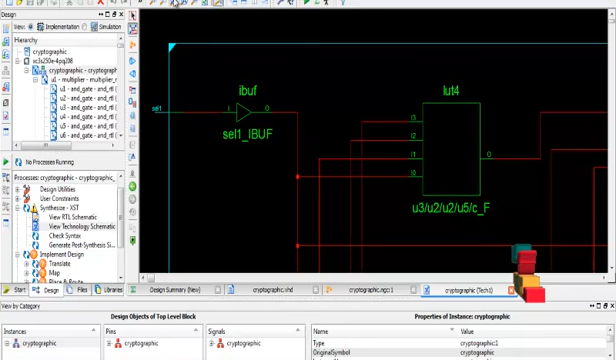 Design
View: Implementation Simulation
Hierarchy
cryptographic
xc3s250e-4pq208
cryptographic - cryptograph
u1 - multiplier - multiplier_r
u1 - and_gate - and_rtl (
u2 - and_gate - and_rtl (
u3 - and_gate - and_rtl (
u4 - and_gate - and_rtl (
u5 - and_gate - and_rtl (
u6 - and_gate - and_rtl (
No Processes Running
Processes: cryptographic - cryptographic_
Design Utilities
User Constraints
Synthesize - XST
View RTL Schematic
View Technology Schematic
Check Syntax
Generate Post-Synthesis Si...
Implement Design
Translate
Map
Place & Route
Start Design Files Libraries
ibuf
sel1
I
O
sel1_IBUF
lut4
I3
I2
I1
I0
O
u3/u2/u2/u5/c_F
Design Summary (New) cryptographic.vhd cryptographic.ngc:1 cryptographic (Tech1)
View by Category
Design Objects of Top Level Block Properties of Instance: cryptographic
Instances Pins Signals Name Value
cryptographic cryptographic cryptographic Type cryptographic:1
OriginalSymbol cryptographic